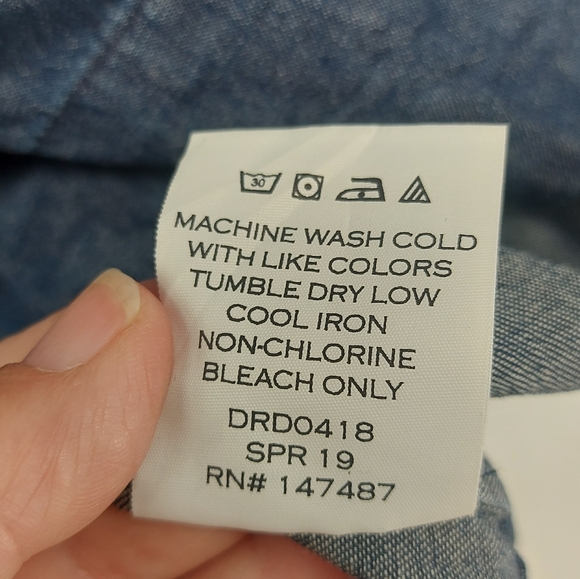 30
MACHINE WASH COLD
WITH LIKE COLORS
TUMBLE DRY LOW
COOL IRON
NON-CHLORINE
BLEACH ONLY
DRD0418
SPR 19
RN# 147487